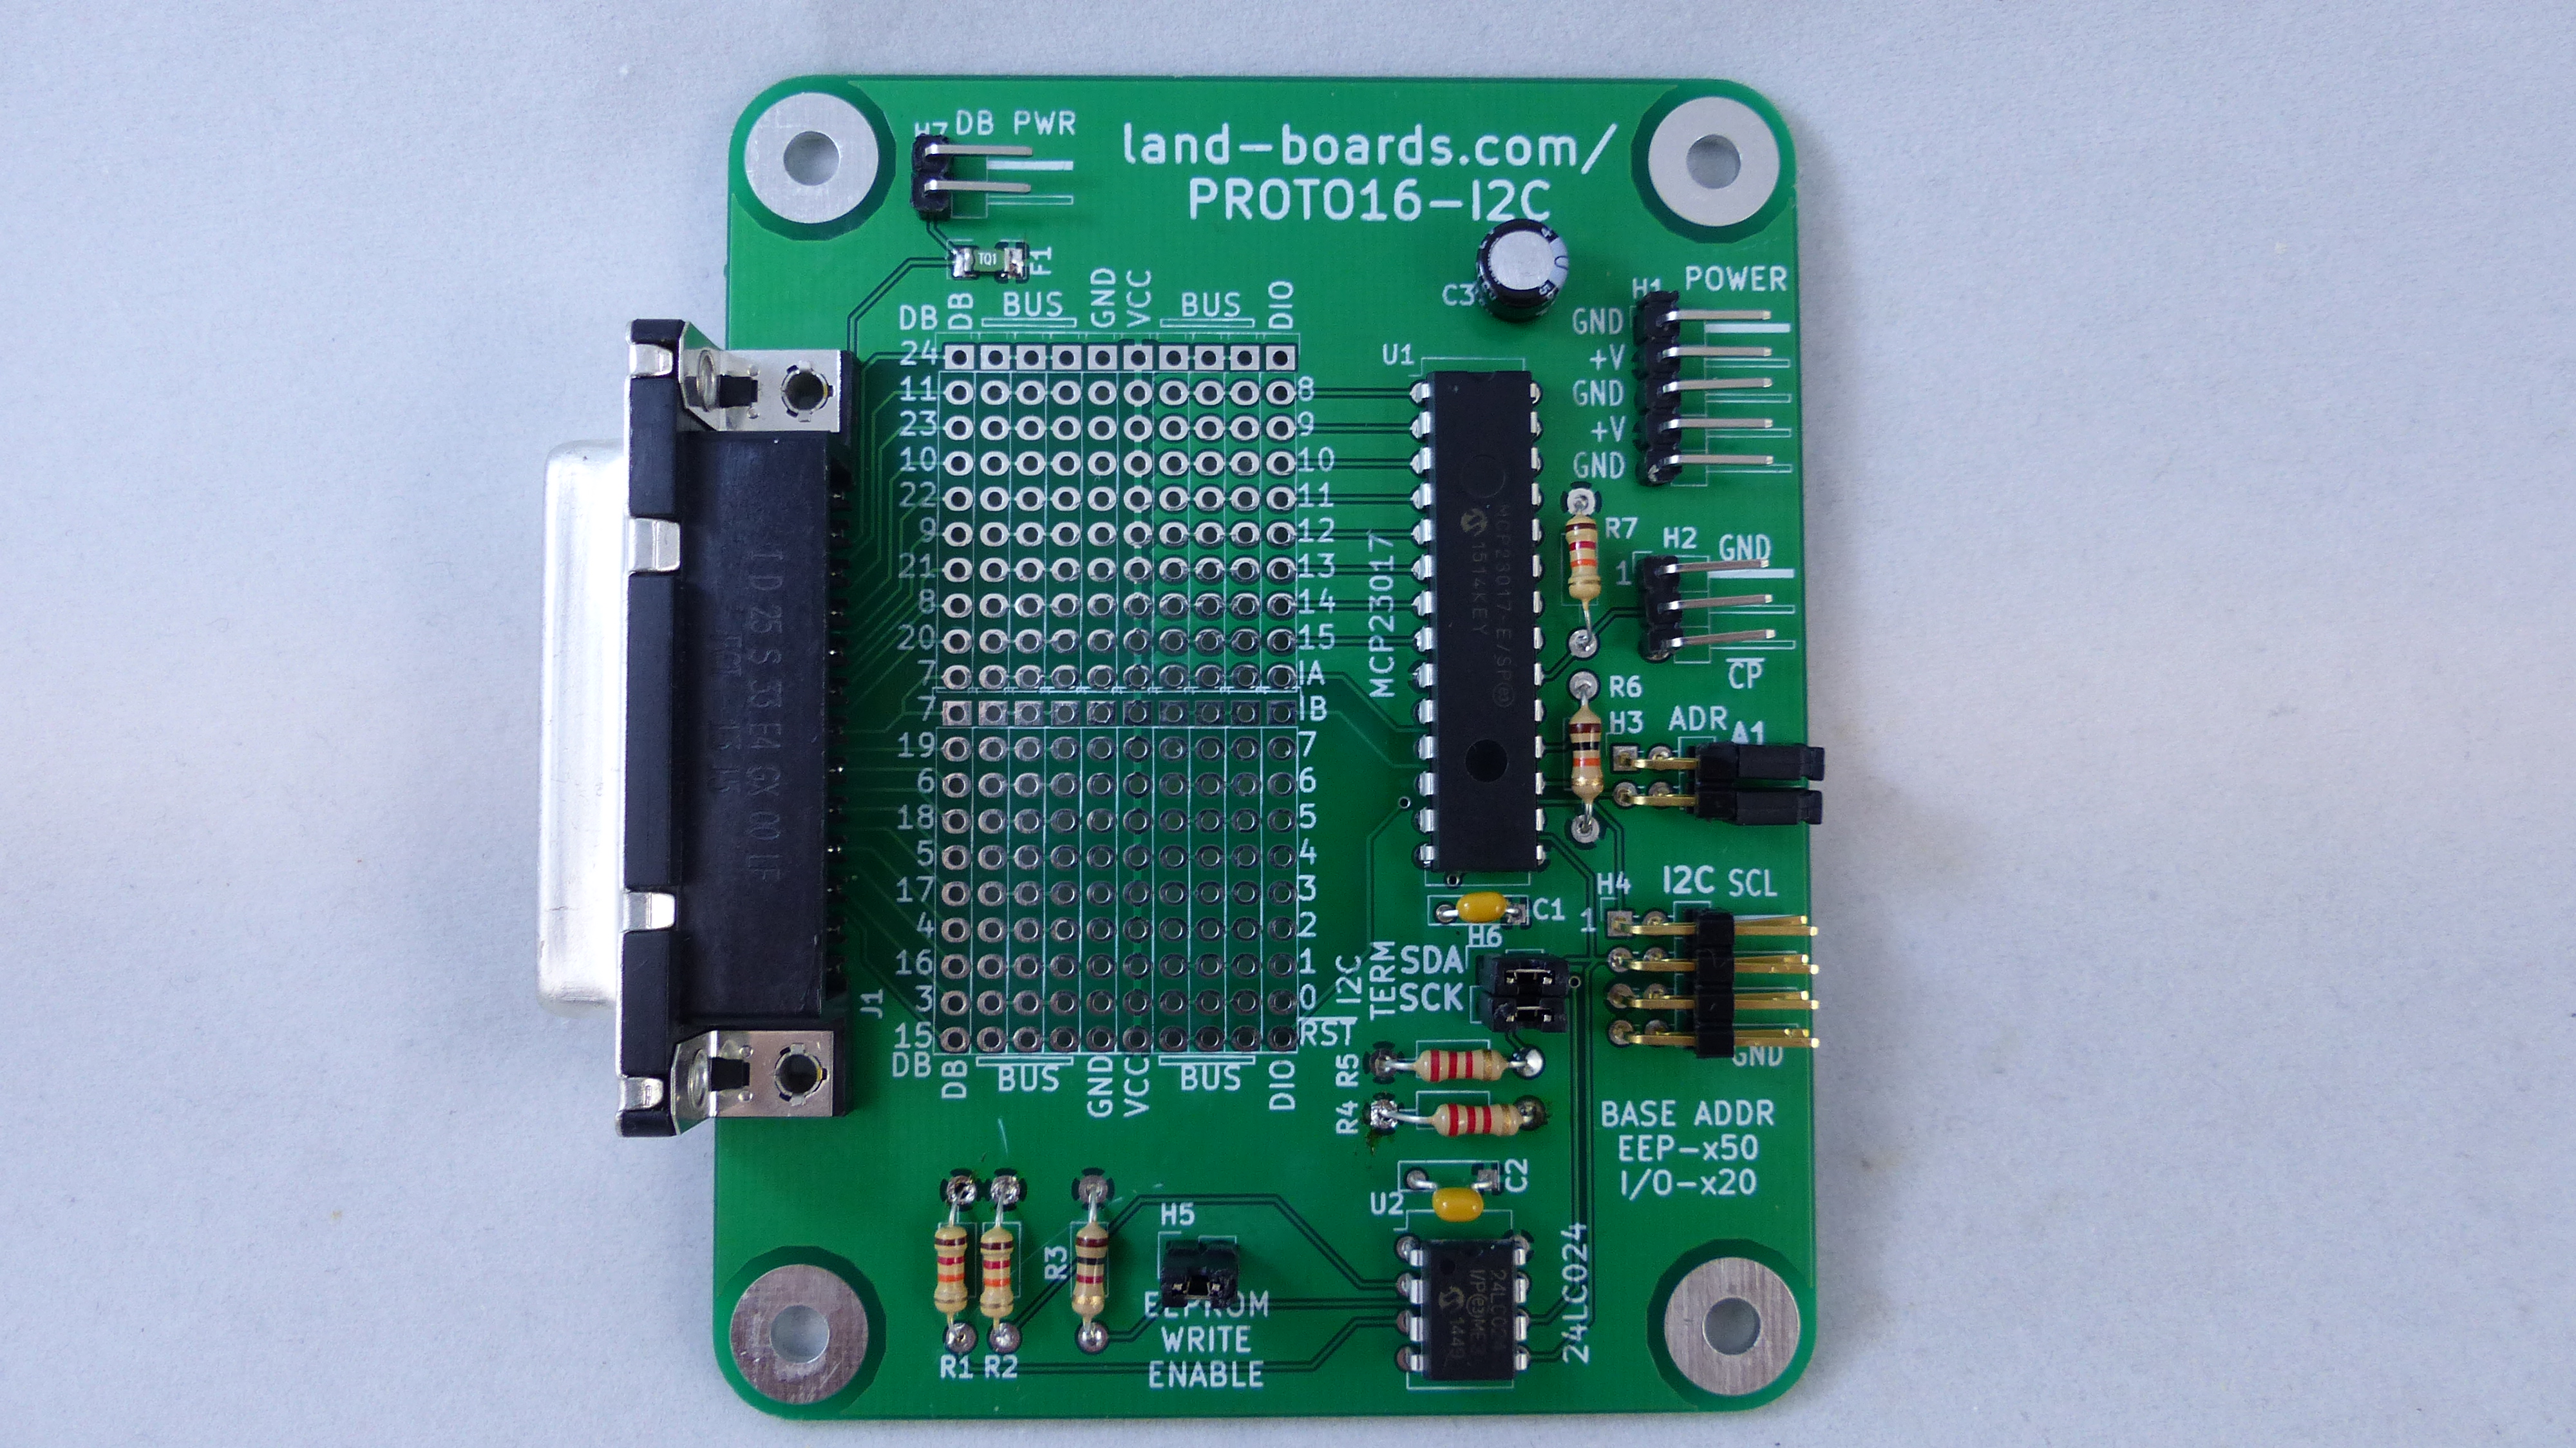 H7 DB PWR
land-boards.com/
PROTO16-I2C
TQ1
F1
C3
POWER
H1
GND
+V
GND
+V
GND
DB
DB
BUS
GND
VCC
BUS
DIO
24
11 8
23 9
10 10
22 11
9 12
21 13
8 14
20 15
7 IA
7 IB
19 7
6 6
18 5
5 4
17 3
4 2
16 1
3 0
15 RST
DB
DB
BUS
GND
VCC
BUS
DIO
J1
U1
MCP23017
MCP23017-E/SP
1514KEY
R7
H2
GND
1
CP
R6
H3
ADR
A1
H4
I2C SCL
1
GND
C1
H6
I2C
TERM
SDA
SCK
R5
R4
BASE ADDR
EEP-x50
I/O-x20
C2
U2
24LC024
24LC024
1449
R1 R2
R3
H5
EEPROM
WRITE
ENABLE